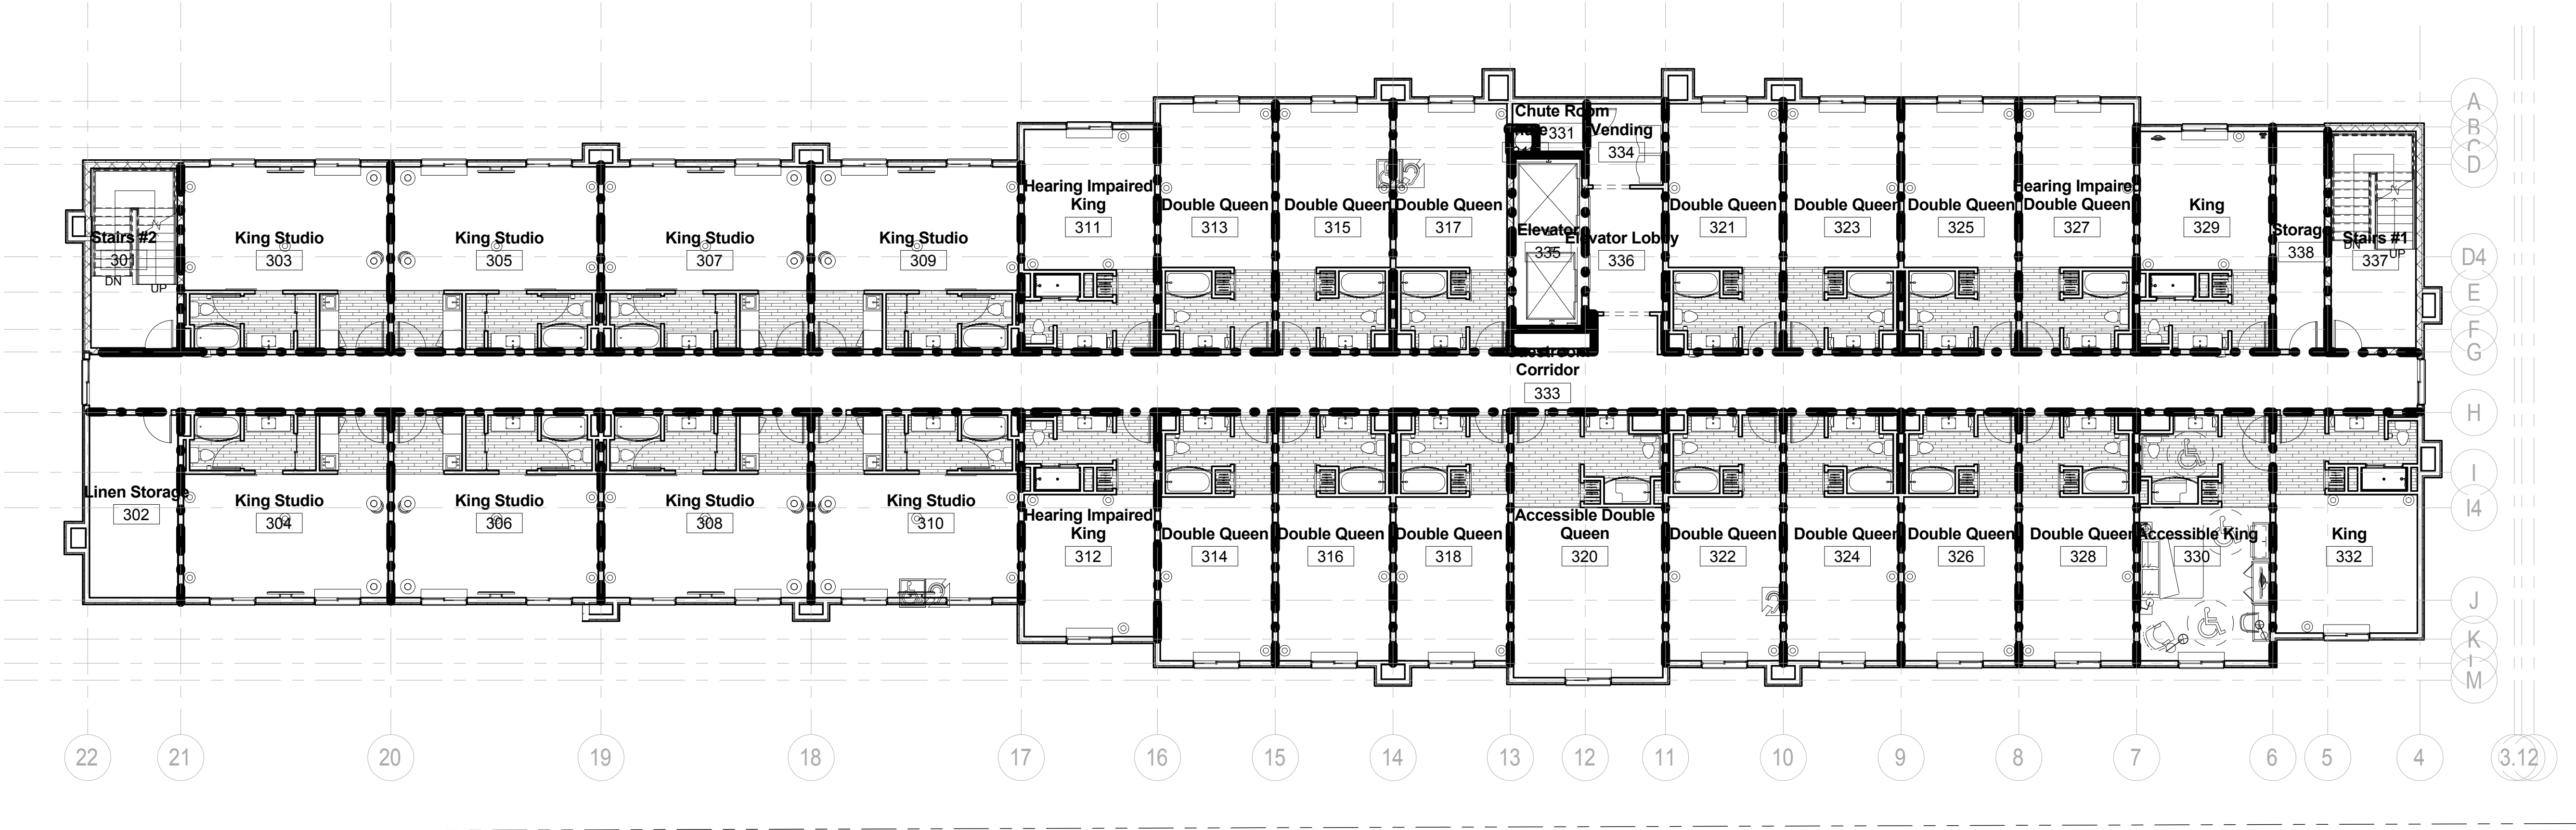 A
B
C
D
D4
E
F
G
H
I
I4
J
K
M
Chute Room
331
Vending
334
Hearing Impaired
King
311
Double Queen
313
Double Queen
315
Double Queen
317
Double Queen
321
Double Queen
323
Double Queen
325
Hearing Impaired
Double Queen
327
King
329
Storage
338
Stairs #1
337
DN
UP
Stairs #2
301
DN
UP
King Studio
303
King Studio
305
King Studio
307
King Studio
309
Elevator
335
Elevator Lobby
336
Corridor
333
Linen Storage
302
King Studio
304
King Studio
306
King Studio
308
King Studio
310
Hearing Impaired
King
312
Double Queen
314
Double Queen
316
Double Queen
318
Accessible Double
Queen
320
Double Queen
322
Double Queen
324
Double Queen
326
Double Queen
328
Accessible King
330
King
332
22
21
20
19
18
17
16
15
14
13
12
11
10
9
8
7
6
5
4
3.12